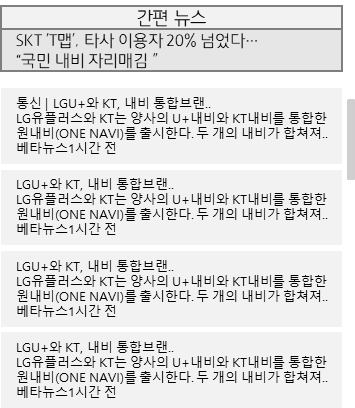 간편 뉴스
SKT ‘T맵’, 타사 이용자 20% 넘었다…
“국민 내비 자리매김 ”
통신 | LGU+와 KT, 내비 통합브랜..
LG유플러스와 KT는 양사의 U+내비와 KT내비를 통합한
원내비(ONE NAVI)를 출시한다. 두 개의 내비가 합쳐져..
베타뉴스1시간 전
LGU+와 KT, 내비 통합브랜..
LG유플러스와 KT는 양사의 U+내비와 KT내비를 통합한
원내비(ONE NAVI)를 출시한다. 두 개의 내비가 합쳐져..
베타뉴스1시간 전
LGU+와 KT, 내비 통합브랜..
LG유플러스와 KT는 양사의 U+내비와 KT내비를 통합한
원내비(ONE NAVI)를 출시한다. 두 개의 내비가 합쳐져..
베타뉴스1시간 전
LGU+와 KT, 내비 통합브랜..
LG유플러스와 KT는 양사의 U+내비와 KT내비를 통합한
원내비(ONE NAVI)를 출시한다. 두 개의 내비가 합쳐져..
베타뉴스1시간 전